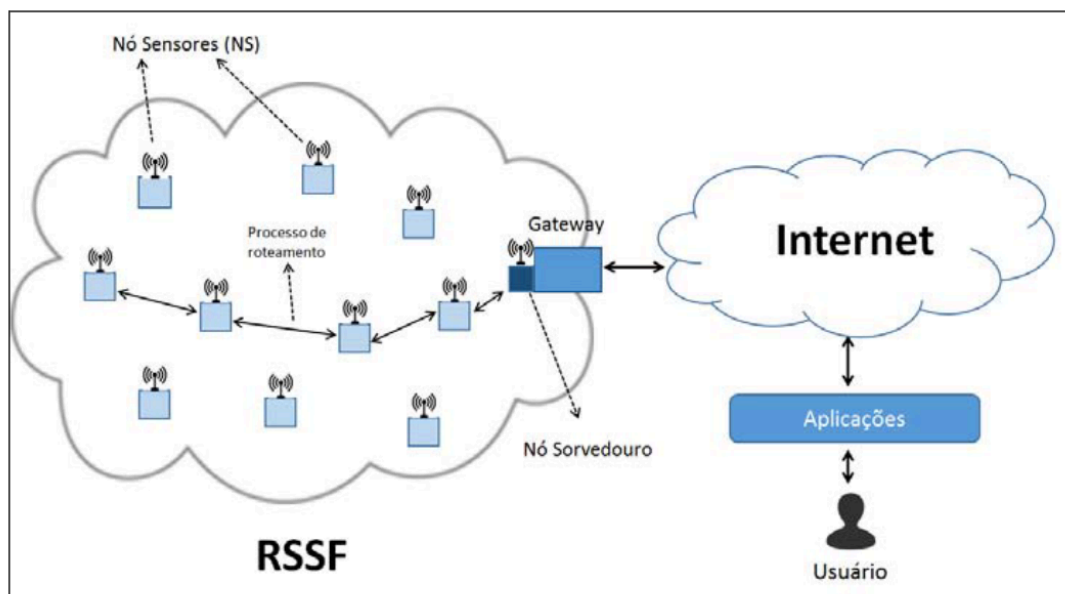 Nó Sensores (NS)
Processo de
roteamento
Gateway
Internet
Aplicações
Nó Sorvedouro
RSSF
Usuário